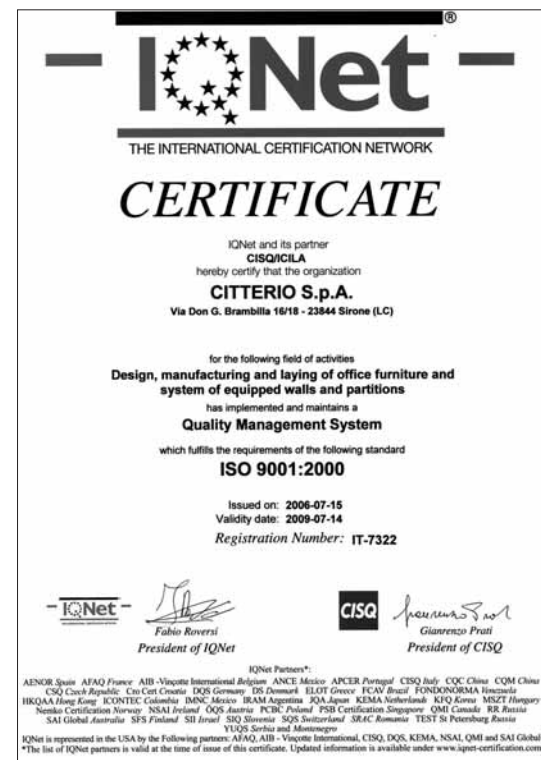 IQNet®
THE INTERNATIONAL CERTIFICATION NETWORK
CERTIFICATE
IQNet and its partner
CISQ/ICILA
hereby certify that the organization
CITTERIO S.p.A.
Via Don G. Brambilla 16/18 - 23844 Sirone (LC)
for the following field of activities
Design, manufacturing and laying of office furniture and
system of equipped walls and partitions
has implemented and maintains a
Quality Management System
which fulfills the requirements of the following standard
ISO 9001:2000
Issued on: 2006-07-15
Validity date: 2009-07-14
Registration Number: IT-7322
IQNet
CISQ
Fabio Roversi
Gianrenzo Prati
President of IQNet
President of CISQ
IQNet Partners*:
AENOR Spain AFAQ France AIB -Vinçotte International Belgium ANCE Mexico APCER Portugal CISQ Italy CQC China CQM China
CSQ Czech Republic Cro Cert Croatia DQS Germany DS Denmark ELOT Greece FCAV Brazil FONDONORMA Venezuela
HKQAA Hong Kong ICONTEC Colombia IMNC Mexico IRAM Argentina JQA Japan KEMA Netherlands KFQ Korea MSZT Hungary
Nemko Certification Norway NSAI Ireland ÖQS Austria PCBC Poland PSB Certification Singapore QMI Canada RR Russia
SAI Global Australia SFS Finland SII Israel SIQ Slovenia SQS Switzerland SRAC Romania TEST St Petersburg Russia
YUQS Serbia and Montenegro
IQNet is represented in the USA by the Following partners: AFAQ, AIB - Vinçotte International, CISQ, DQS, KEMA, NSAI, QMI and SAI Global
*The list of IQNet partners is valid at the time of issue of this certificate. Updated information is available under www.iqnet-certification.com